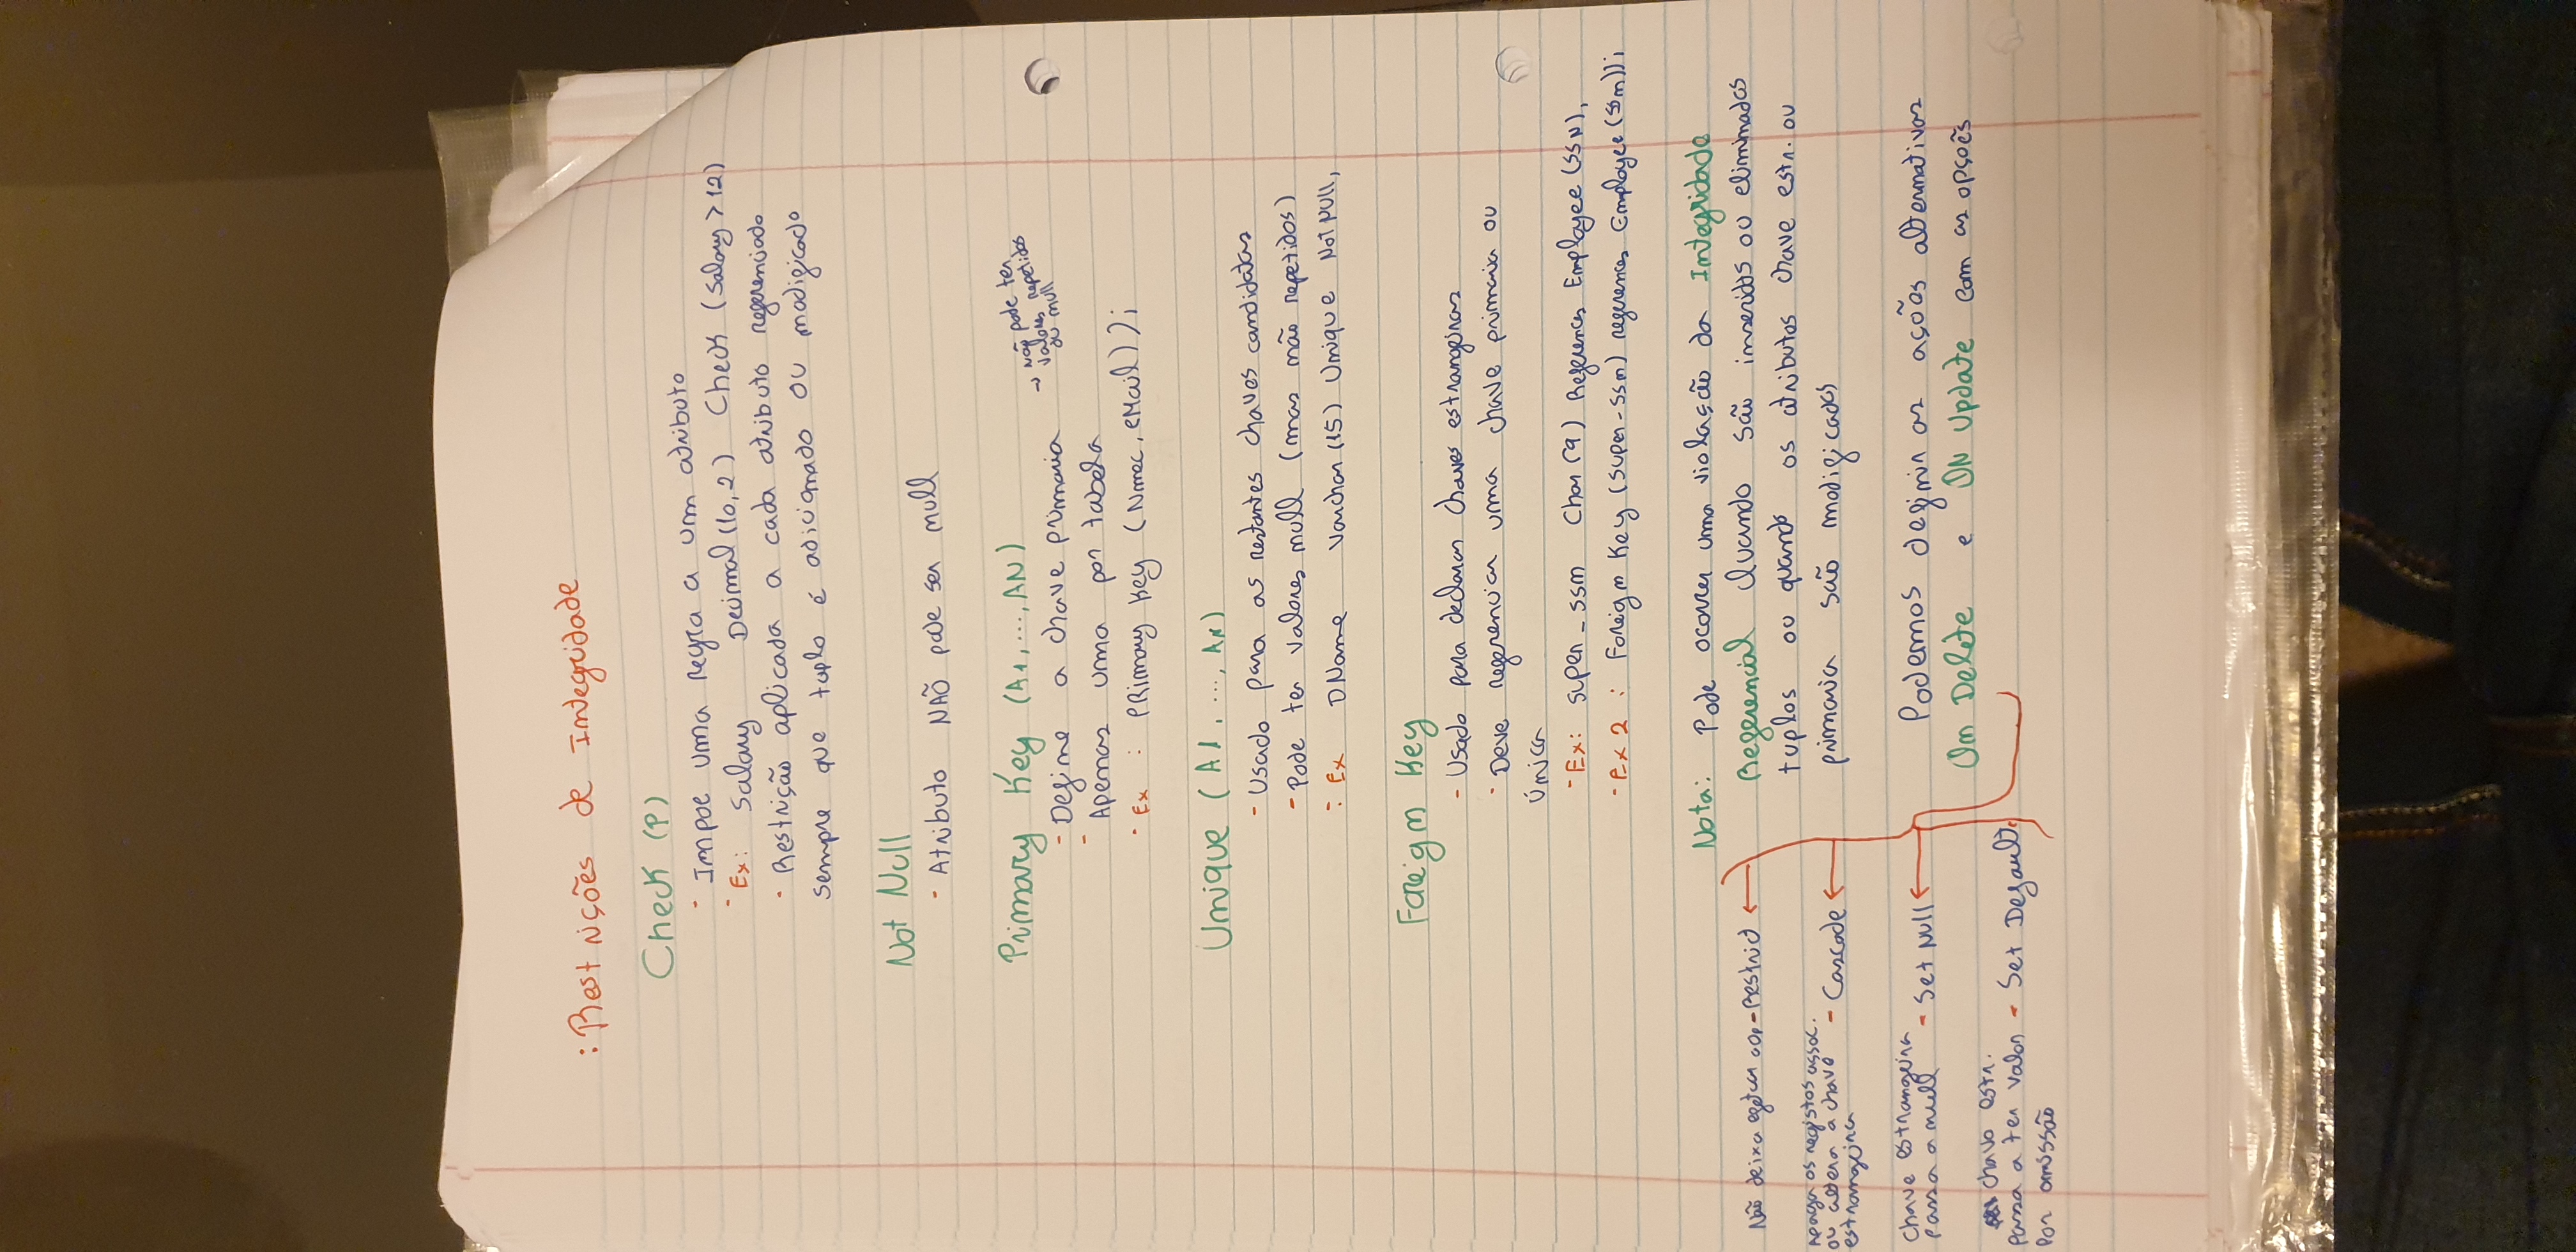 : Restrições de Integridade
Check (P)
- Impoe uma regra a um atributo
- Ex: Salary Decimal (10,2) Check (Salary > 12)
- Restrição aplicada a cada atributo referenciado
sempre que tuplo é adicionado ou modificado
Not Null
- Atributo NÃO pode ser null
Primary Key (A1, ..., AN)
- Define a chave primaria
→ Não pode ter
valores repetidos
ou null
- Apenas uma por tabela
- Ex : PRimary Key (Nmec, eMail));
Unique (A1, ..., AN)
- Usado para as restantes chaves candidatas
- Pode ter valores null (mas não repetidos)
: Ex DName Varchar (15) Unique Not NUll,
Foreign Key
- Usado para declarar chaves estrangeiras
- Deve referenciar uma chave primaria ou
única
- Ex: super_ssn Char (9) References Employee (SSN),
- Ex 2 : Foreign Key (super-ssn) references Employee (ssn));
Nota: Pode ocorrer uma violação da Integridade
Referencial Quando são inseridos ou eliminados
tuplos ou quando os atributos chave estr. ou
primaria são modificados
Não deixa efetuar a op - Restrict
Apaga os registos assoc.
ou altera a chave
estrangeira
- Cascade
Chave estrangeira
passa a null - Set Null
chave estr.
passa a ter valor - Set Default
por omissão
Podemos definir as ações alternativas
On Delete e ON Update com as opções